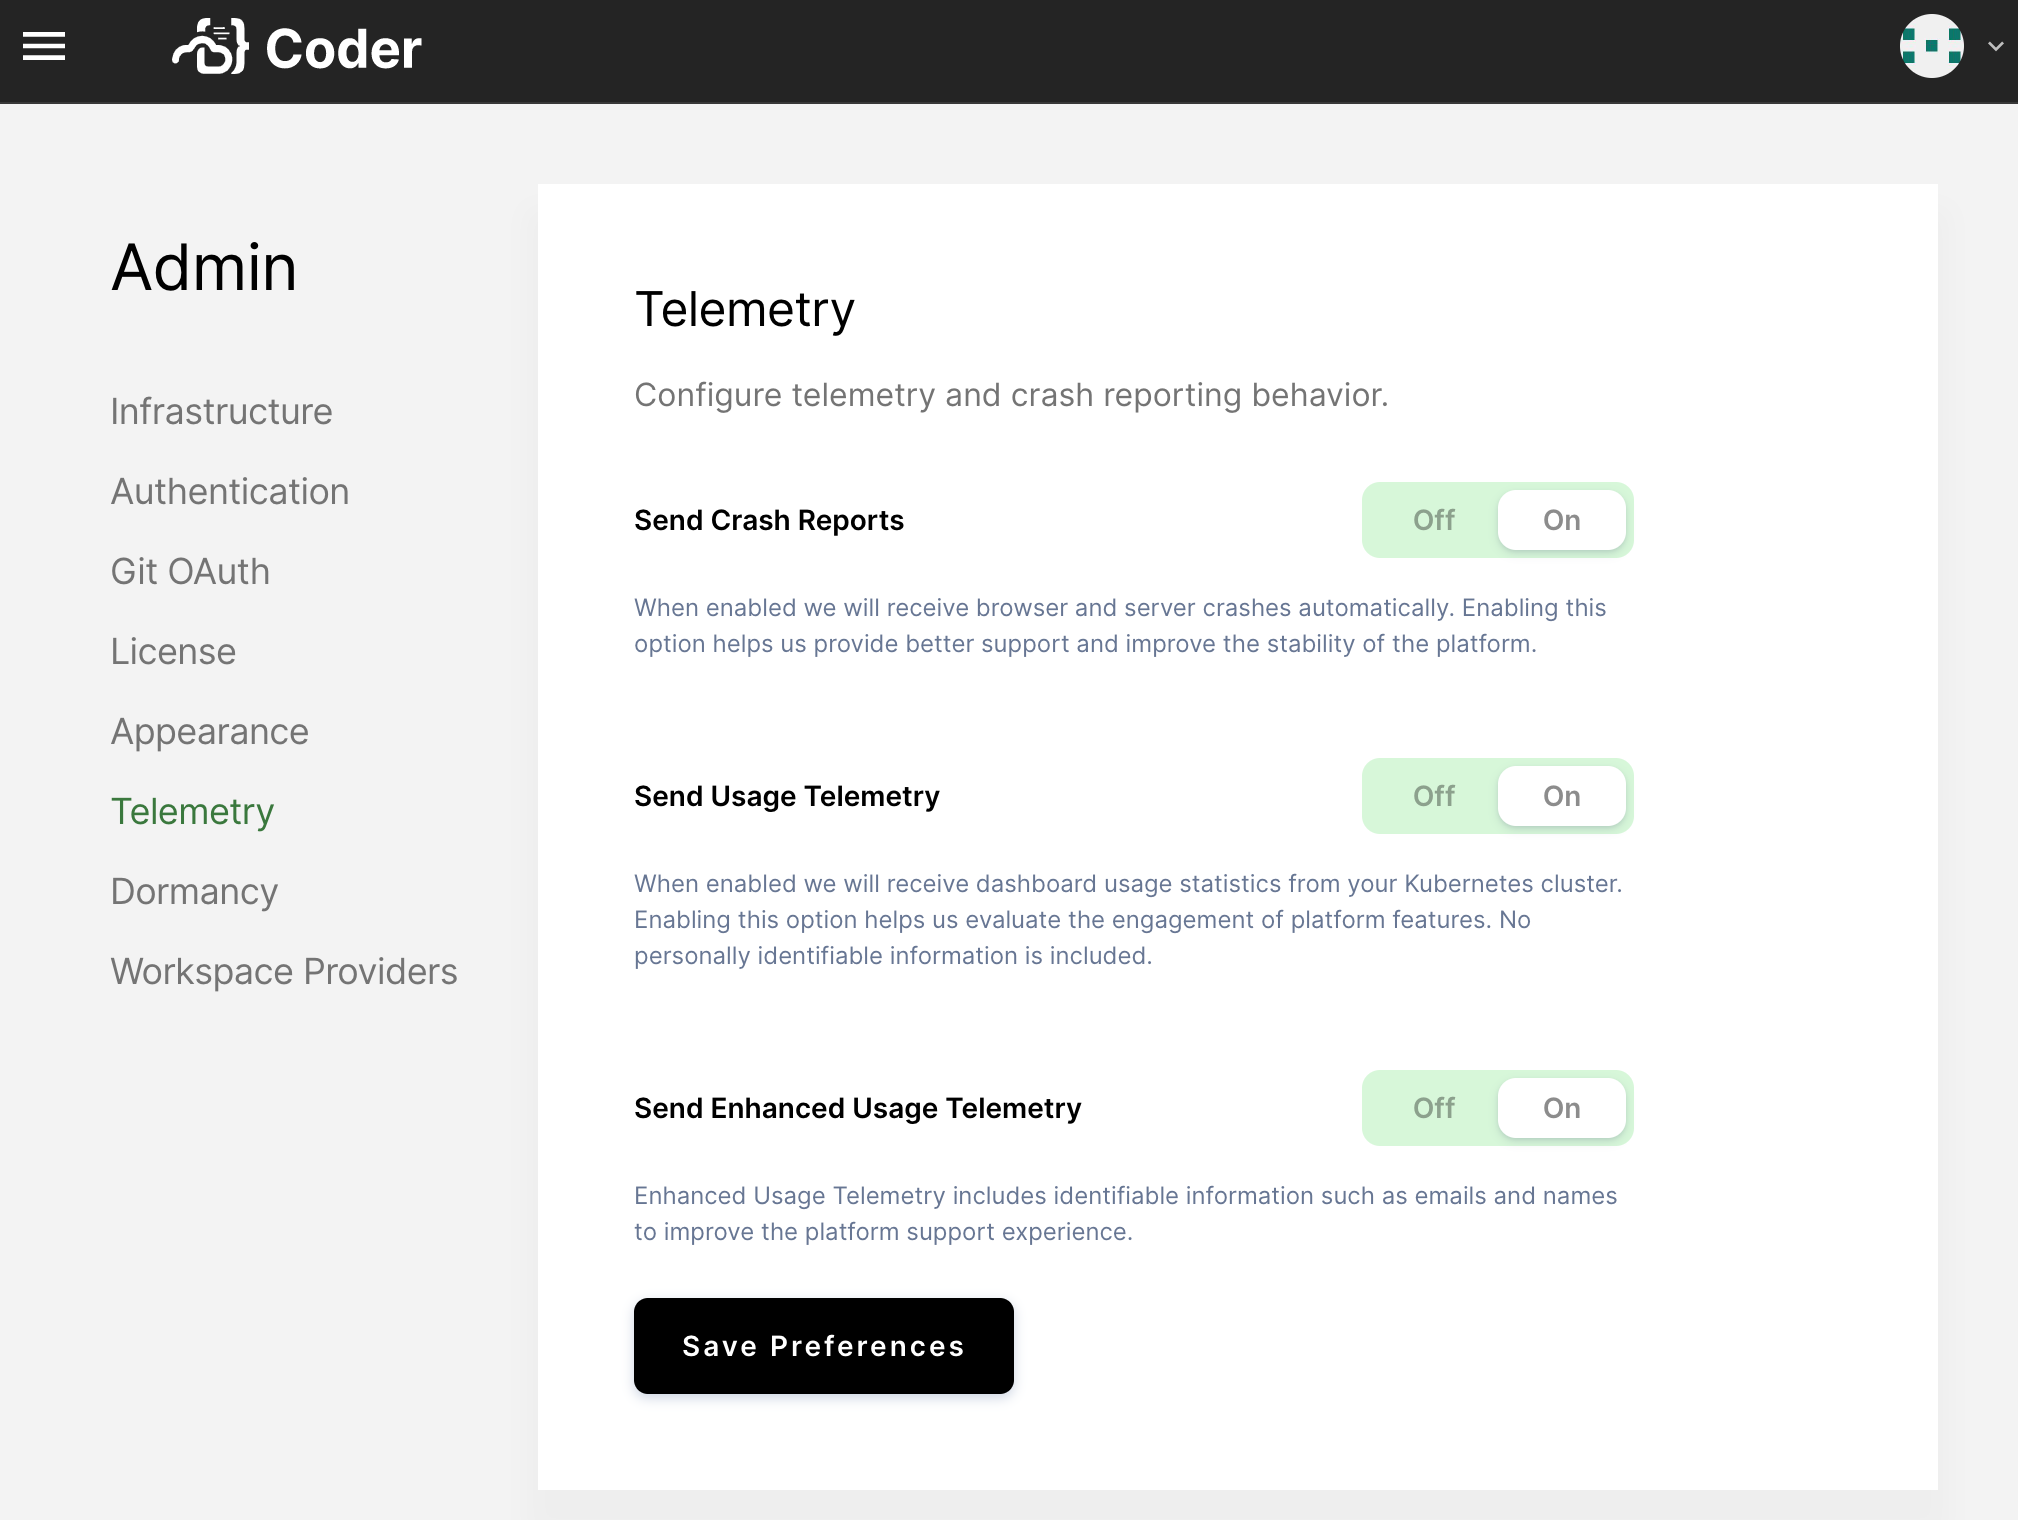 Coder
Admin
Infrastructure
Authentication
Git OAuth
License
Appearance
Telemetry
Dormancy
Workspace Providers
Telemetry
Configure telemetry and crash reporting behavior.
Send Crash Reports
Off On
When enabled we will receive browser and server crashes automatically. Enabling this
option helps us provide better support and improve the stability of the platform.
Send Usage Telemetry
Off On
When enabled we will receive dashboard usage statistics from your Kubernetes cluster.
Enabling this option helps us evaluate the engagement of platform features. No
personally identifiable information is included.
Send Enhanced Usage Telemetry
Off On
Enhanced Usage Telemetry includes identifiable information such as emails and names
to improve the platform support experience.
Save Preferences